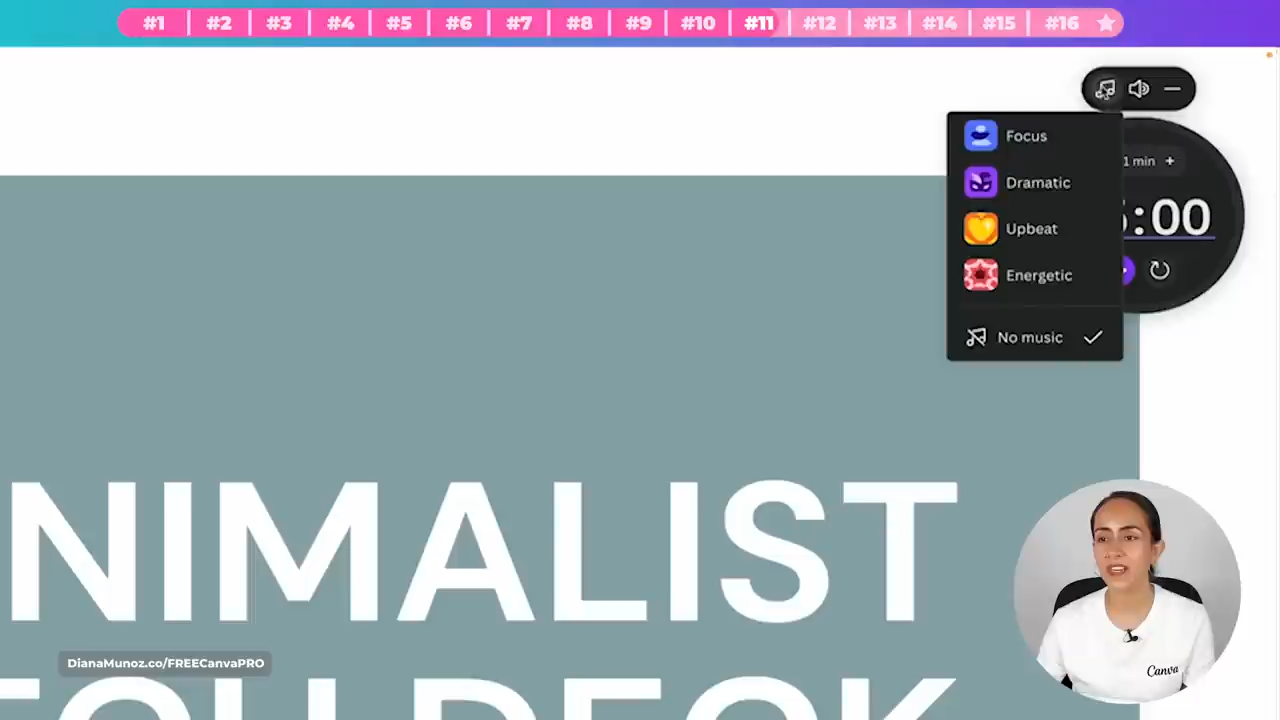 #1 #2 #3 #4 #5 #6 #7 #8 #9 #10 #11 #12 #13 #14 #15 #16
Focus
1 min +
Dramatic
:00
Upbeat
Energetic
No music
NIMALIST
DianaMunoz.co/FREECanvaPRO
DECK
Canva